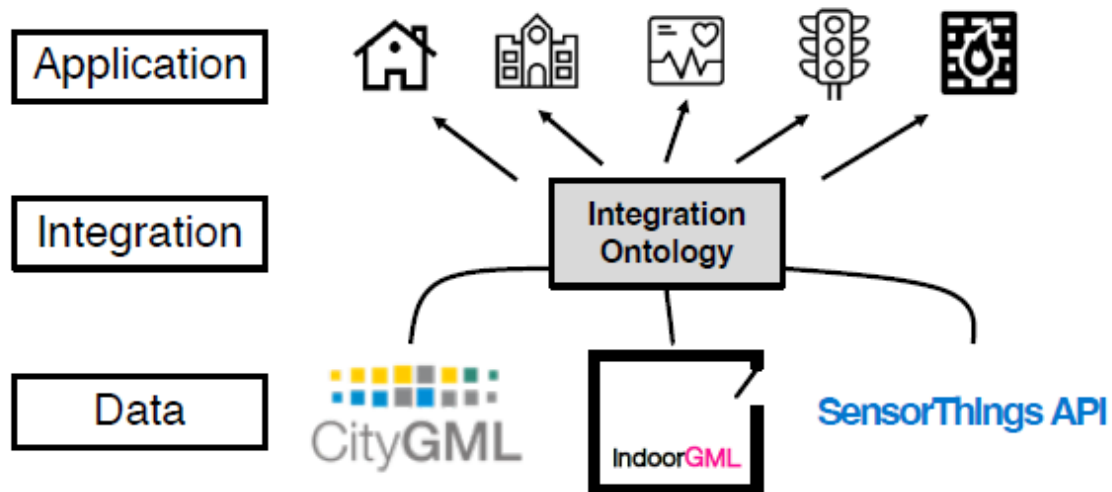 Application
Integration
Integration
Ontology
Data
CityGML
IndoorGML
SensorThIngs API